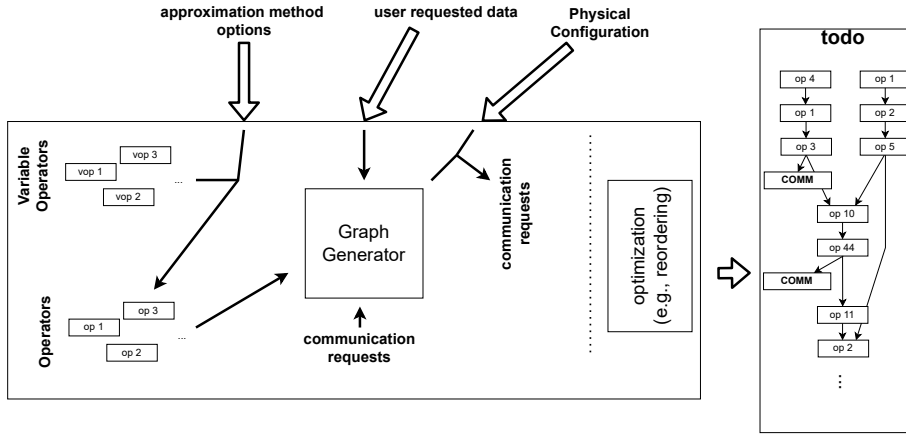 approximation method
options
user requested data
Physical
Configuration
Variable
Operators
vop 3
vop 1
vop 2
...
communication
requests
Graph
Generator
Operators
op 3
op 1
op 2
...
communication
requests
optimization
(e.g., reordering)
todo
op 4
op 1
op 1
op 2
op 3
op 5
COMM
op 10
op 44
COMM
op 11
op 2
...